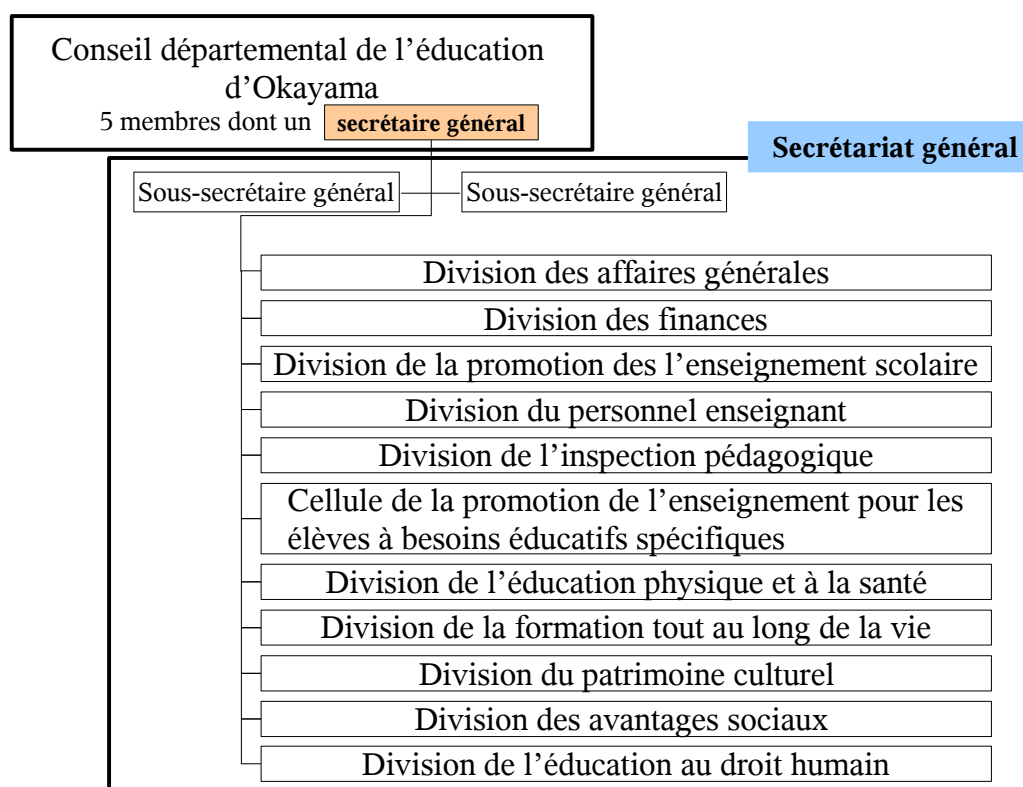 Conseil départemental de l’éducation
d’Okayama
5 membres dont un secrétaire général
Secrétariat général
Sous-secrétaire général Sous-secrétaire général
Division des affaires générales
Division des finances
Division de la promotion des l’enseignement scolaire
Division du personnel enseignant
Division de l’inspection pédagogique
Cellule de la promotion de l’enseignement pour les
élèves à besoins éducatifs spécifiques
Division de l’éducation physique et à la santé
Division de la formation tout au long de la vie
Division du patrimoine culturel
Division des avantages sociaux
Division de l’éducation au droit humain